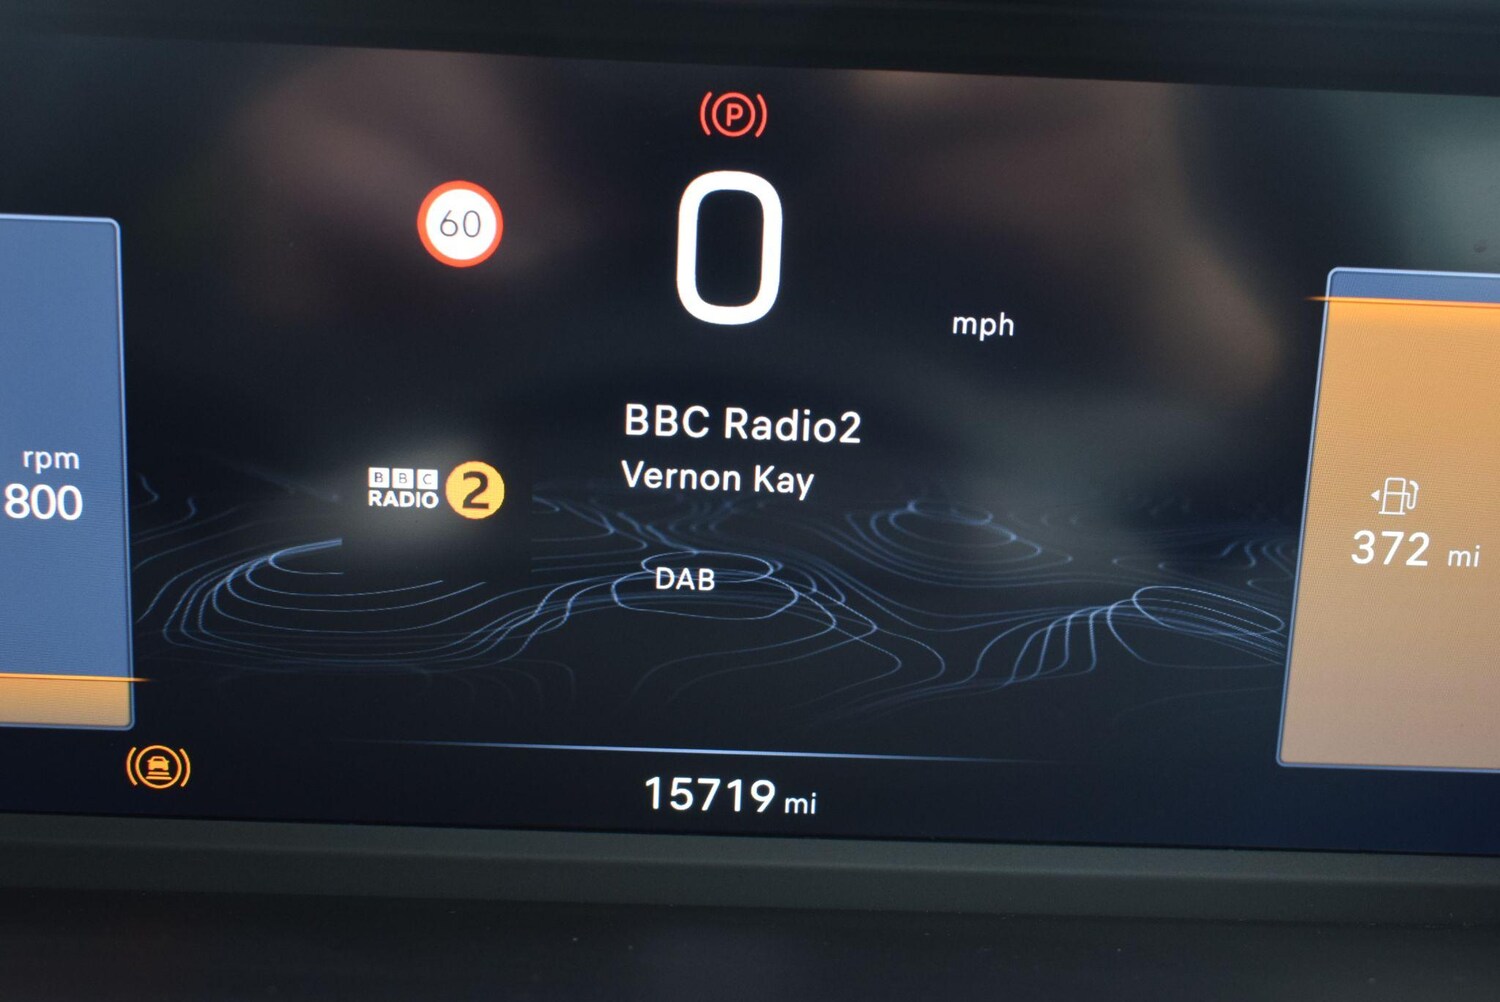 P
60
0
mph
BBC Radio2
Vernon Kay
BBC
RADIO 2
DAB
rpm
800
372 mi
15719 mi